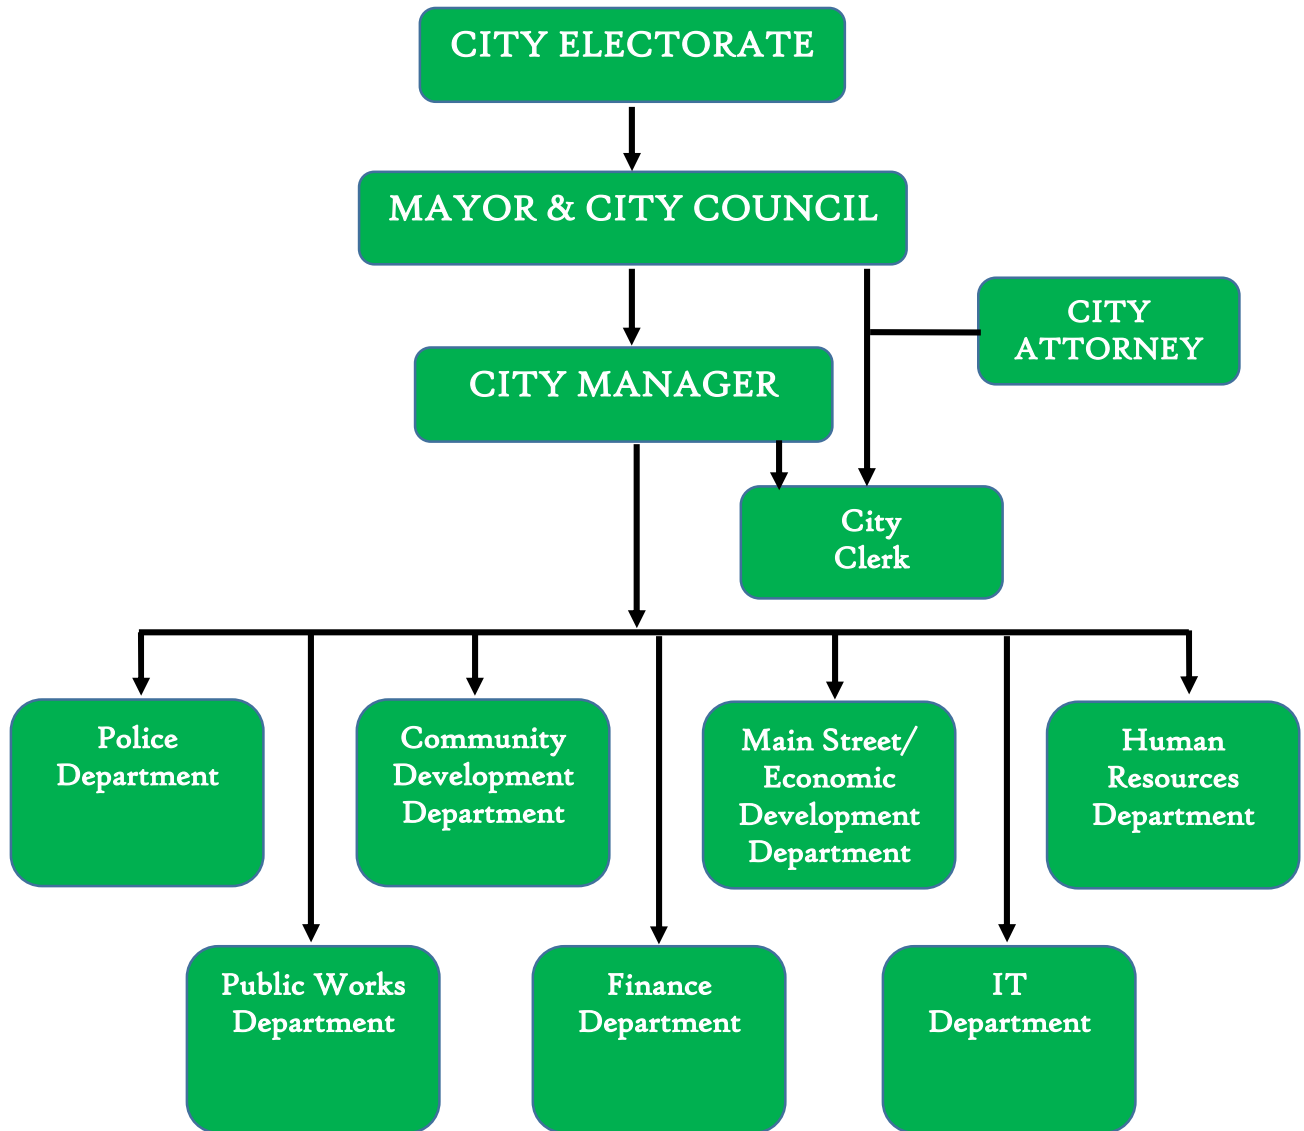 CITY ELECTORATE
MAYOR & CITY COUNCIL
CITY
ATTORNEY
CITY MANAGER
City
Clerk
Police
Department
Community
Development
Department
Main Street/
Economic
Development
Department
Human
Resources
Department
Public Works
Department
Finance
Department
IT
Department